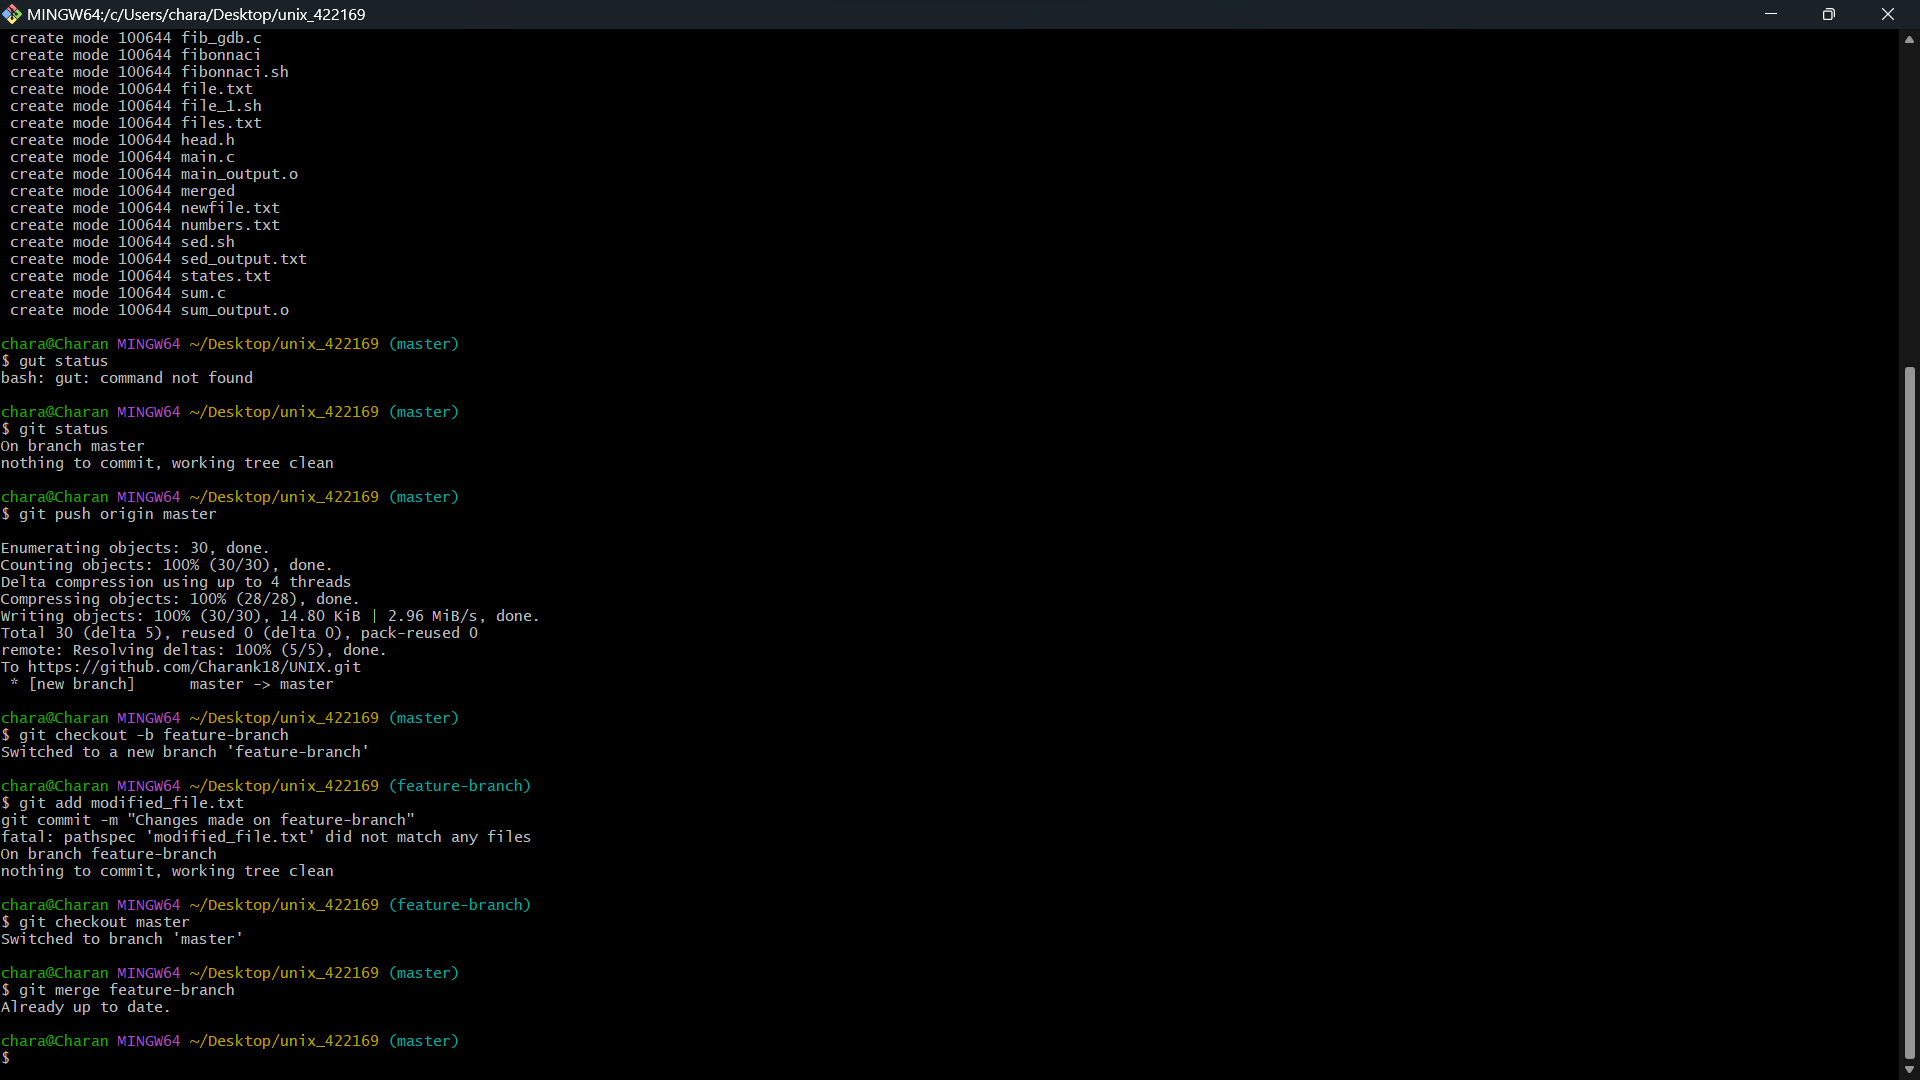 MINGW64:/c/Users/chara/Desktop/unix_422169
create mode 100644 fib_gdb.c
create mode 100644 fibonnaci
create mode 100644 fibonnaci.sh
create mode 100644 file.txt
create mode 100644 file_1.sh
create mode 100644 files.txt
create mode 100644 head.h
create mode 100644 main.c
create mode 100644 main_output.o
create mode 100644 merged
create mode 100644 newfile.txt
create mode 100644 numbers.txt
create mode 100644 sed.sh
create mode 100644 sed_output.txt
create mode 100644 states.txt
create mode 100644 sum.c
create mode 100644 sum_output.o
chara@Charan MINGW64 ~/Desktop/unix_422169 (master)
$ gut status
bash: gut: command not found
chara@Charan MINGW64 ~/Desktop/unix_422169 (master)
$ git status
On branch master
nothing to commit, working tree clean
chara@Charan MINGW64 ~/Desktop/unix_422169 (master)
$ git push origin master
Enumerating objects: 30, done.
Counting objects: 100% (30/30), done.
Delta compression using up to 4 threads
Compressing objects: 100% (28/28), done.
Writing objects: 100% (30/30), 14.80 KiB | 2.96 MiB/s, done.
Total 30 (delta 5), reused 0 (delta 0), pack-reused 0
remote: Resolving deltas: 100% (5/5), done.
To https://github.com/Charank18/UNIX.git
* [new branch]      master -> master
chara@Charan MINGW64 ~/Desktop/unix_422169 (master)
$ git checkout -b feature-branch
Switched to a new branch 'feature-branch'
chara@Charan MINGW64 ~/Desktop/unix_422169 (feature-branch)
$ git add modified_file.txt
git commit -m "Changes made on feature-branch"
fatal: pathspec 'modified_file.txt' did not match any files
On branch feature-branch
nothing to commit, working tree clean
chara@Charan MINGW64 ~/Desktop/unix_422169 (feature-branch)
$ git checkout master
Switched to branch 'master'
chara@Charan MINGW64 ~/Desktop/unix_422169 (master)
$ git merge feature-branch
Already up to date.
chara@Charan MINGW64 ~/Desktop/unix_422169 (master)
$